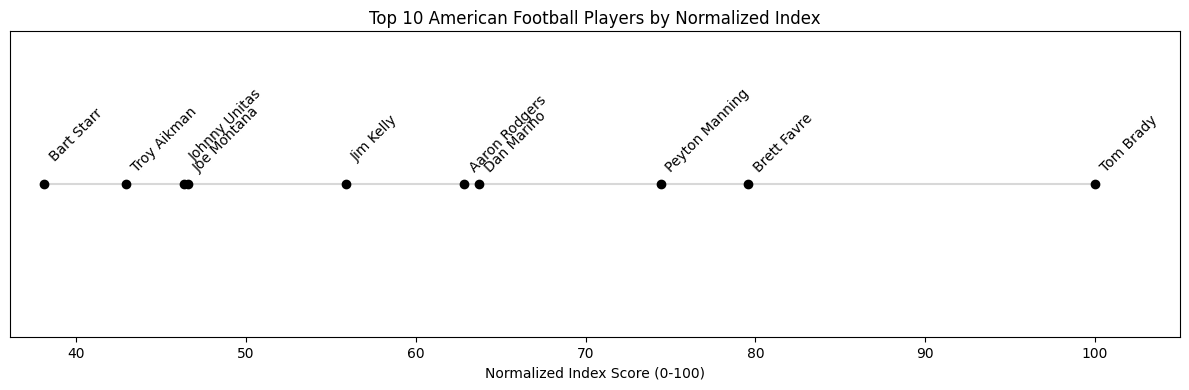 Top 10 American Football Players by Normalized Index
Bart Starr
Troy Aikman
Johnny Unitas
Joe Montana
Jim Kelly
Aaron Rodgers
Dan Marino
Peyton Manning
Brett Favre
Tom Brady
40
50
60
70
80
90
100
Normalized Index Score (0-100)